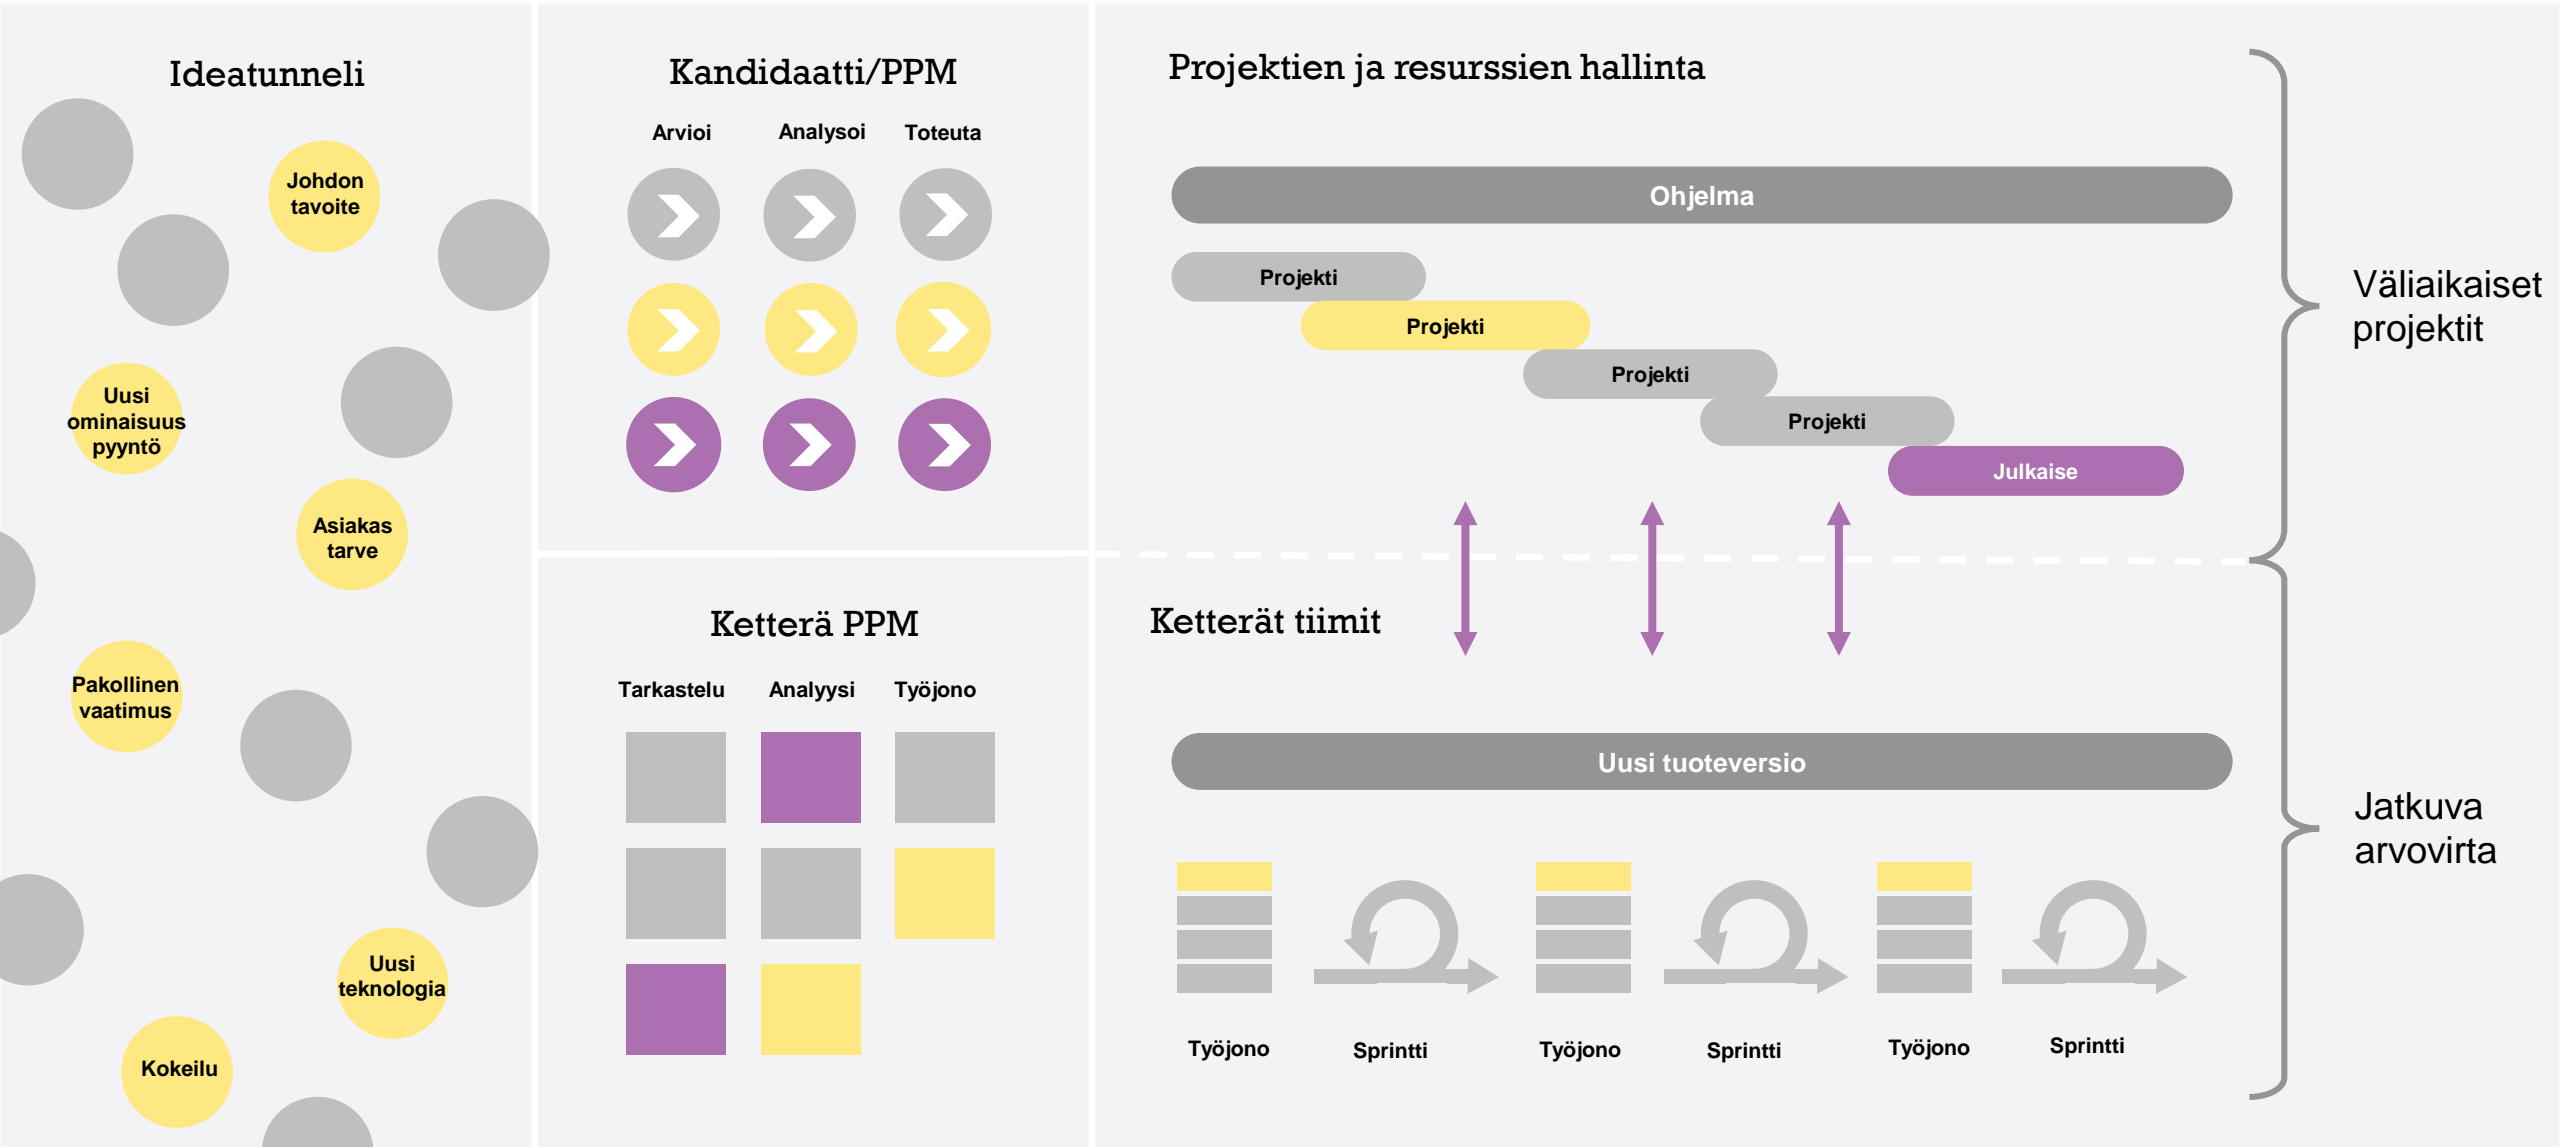 Ideatunneli
Johdon
tavoite
Uusi
ominaisuus
pyyntö
Asiakas
tarve
Pakollinen
vaatimus
Uusi
teknologia
Kokeilu
Kandidaatti/PPM
Arvioi Analysoi Toteuta
Ketterä PPM
Tarkastelu Analyysi Työjono
Projektien ja resurssien hallinta
Ohjelma
Projekti
Projekti
Projekti
Projekti
Julkaise
Ketterät tiimit
Uusi tuoteversio
Työjono Sprintti Työjono Sprintti Työjono Sprintti
Väliaikaiset
projektit
Jatkuva
arvovirta